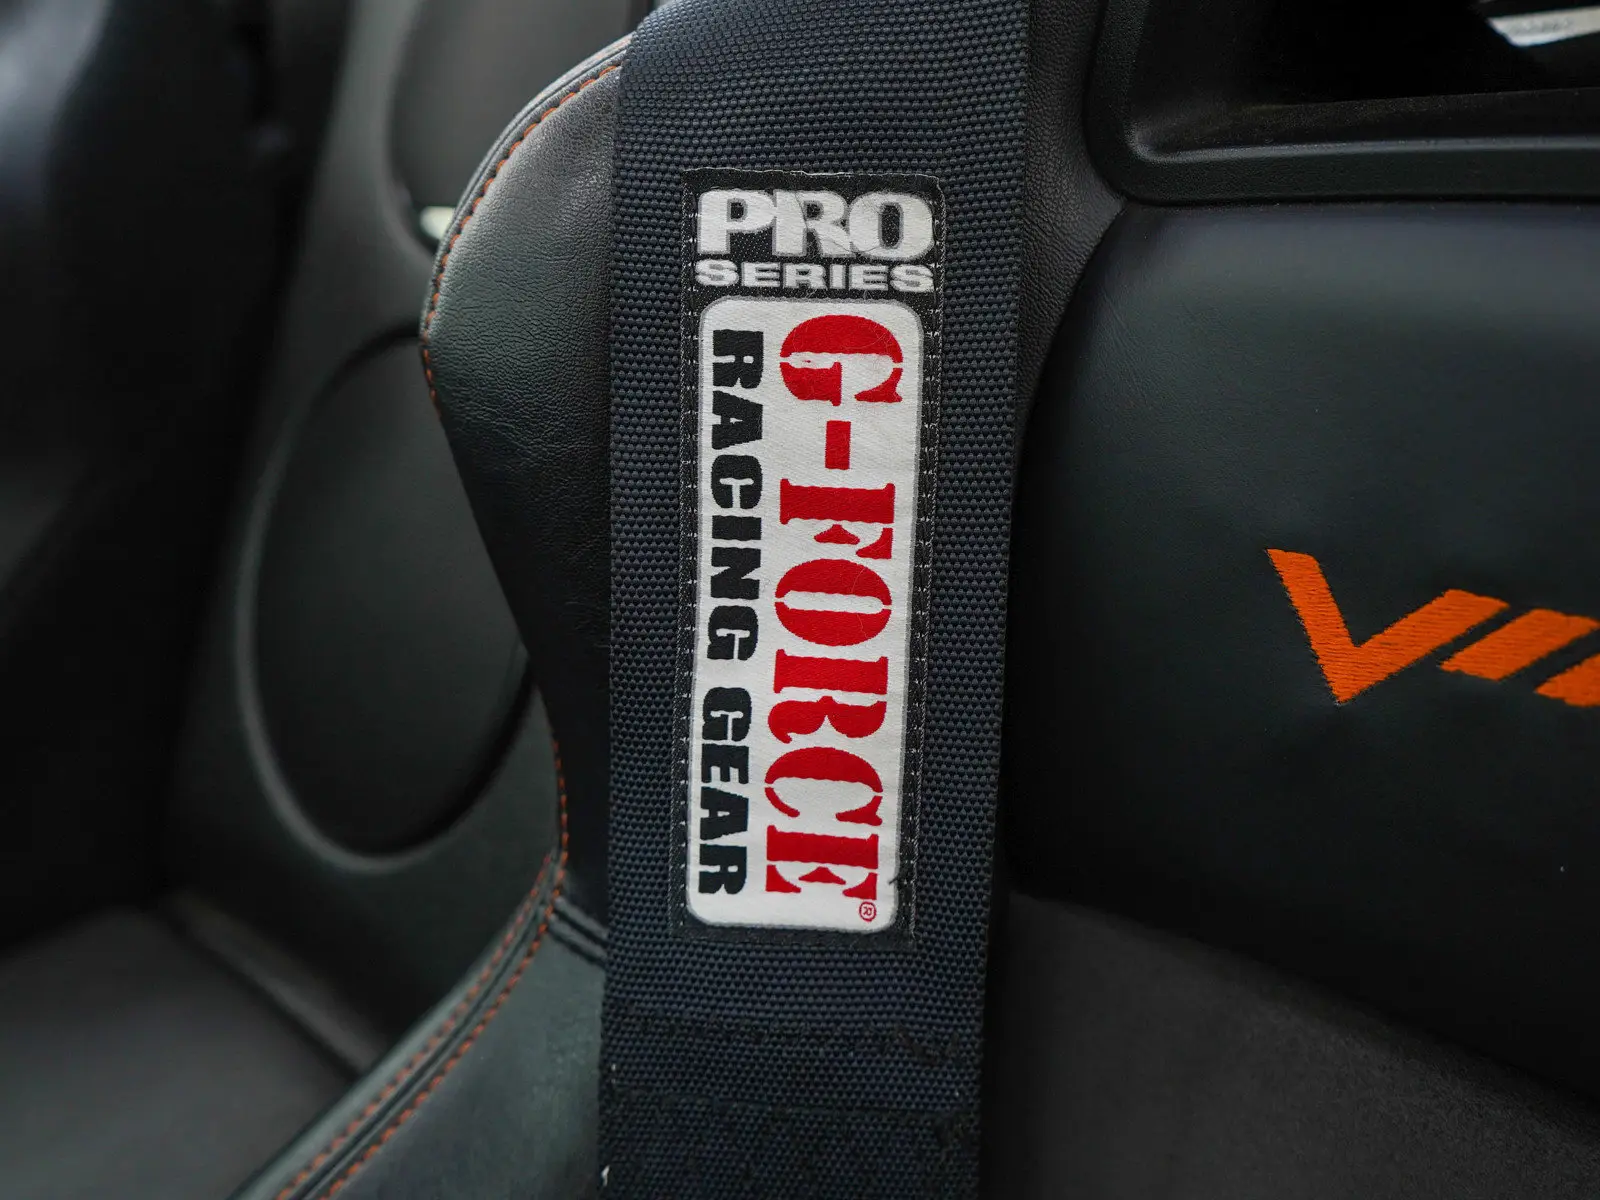 PRO
SERIES
G-FORCE®
RACING GEAR